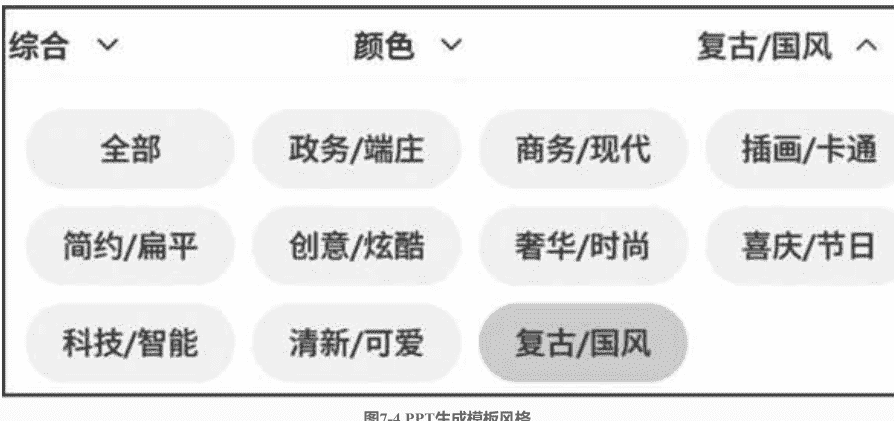 综合 颜色 复古/国风
全部 政务/端庄 商务/现代 插画/卡通
简约/扁平 创意/炫酷 奢华/时尚 喜庆/节日
科技/智能 清新/可爱 复古/国风
图7-4 PPT生成模板风格